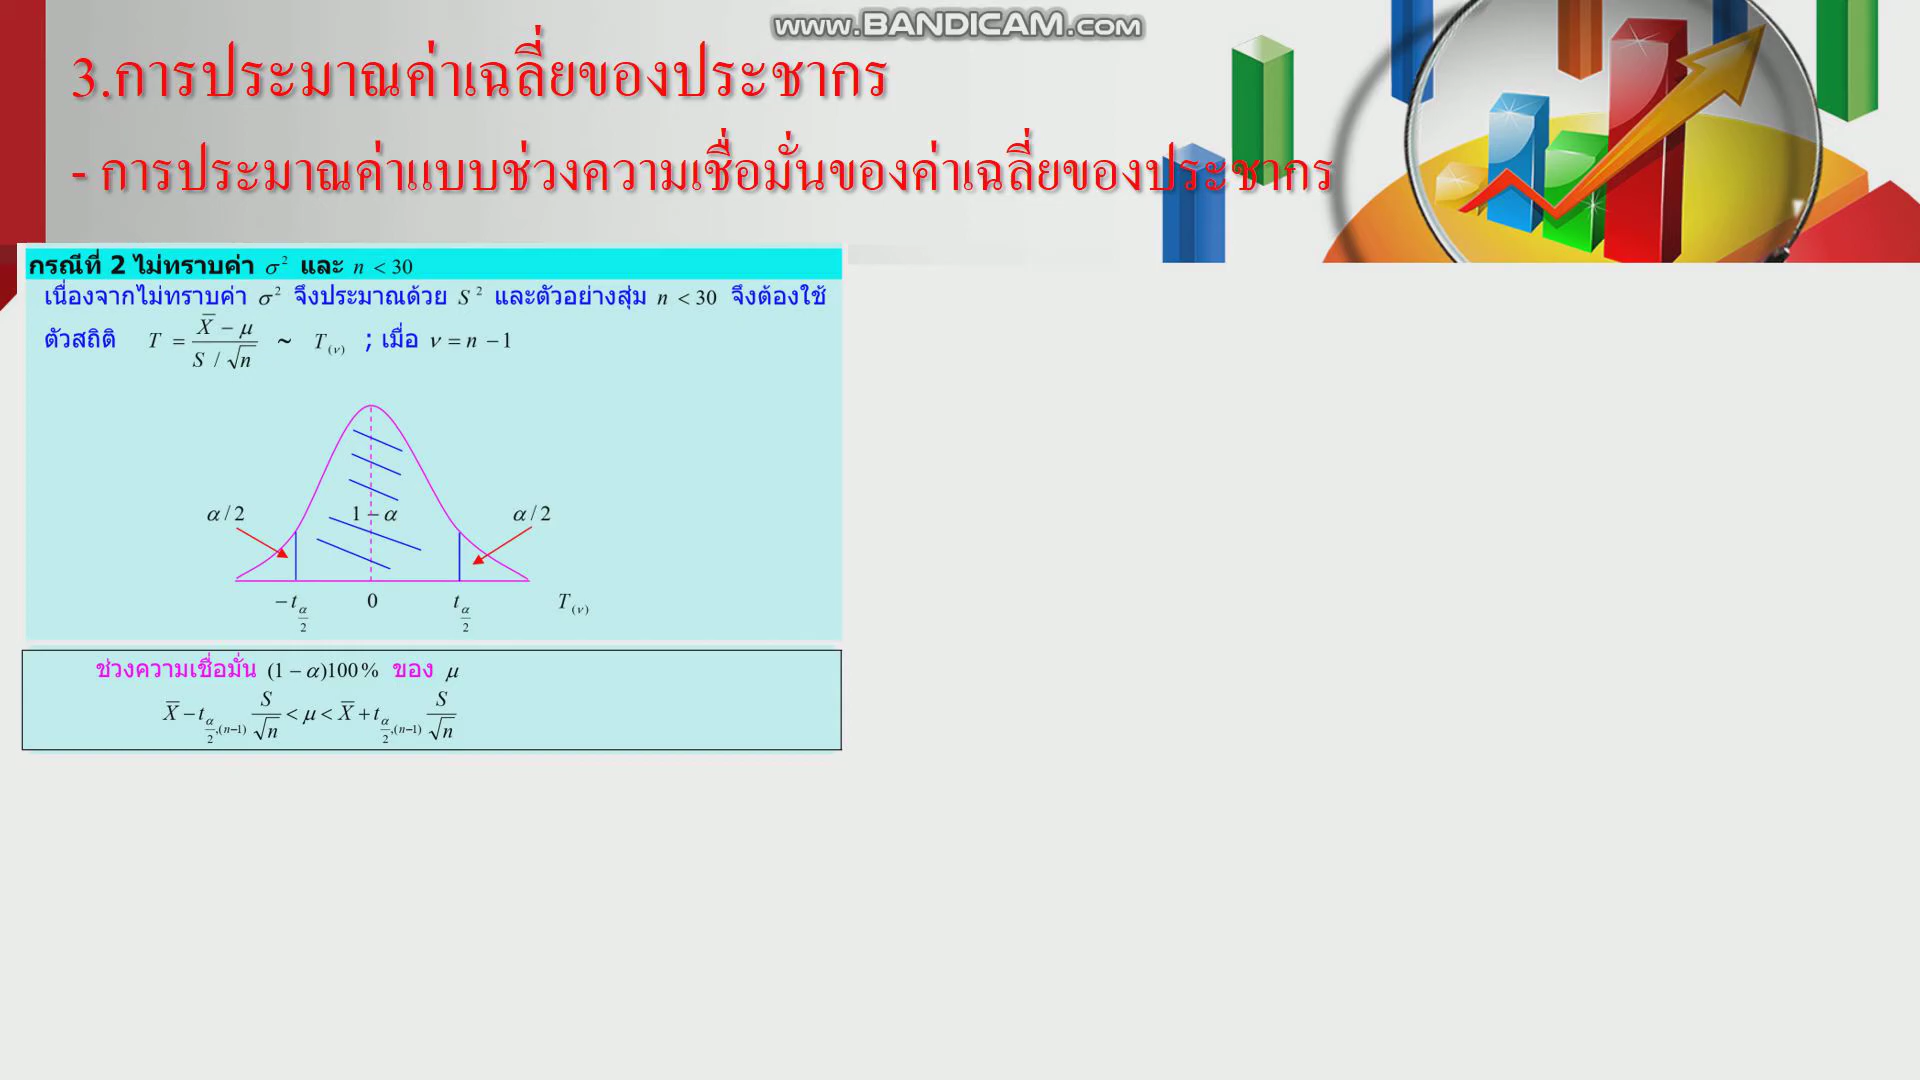 www.BANDICAM.com
3.การประมาณค่าเฉลี่ยของประชากร
- การประมาณค่าแบบช่วงความเชื่อมั่นของค่าเฉลี่ยของประชากร
กรณีที่ 2 ไม่ทราบค่า σ² และ n < 30
เนื่องจากไม่ทราบค่า σ² จึงประมาณด้วย S² และตัวอย่างสุ่ม n < 30 จึงต้องใช้
ตัวสถิติ T = (X̅ − μ) / (S / √n) ~ T₍ᵥ₎ ; เมื่อ ν = n − 1
α / 2 1 − α α / 2
− t_{α/2} 0 t_{α/2} T_{(ν)}
ช่วงความเชื่อมั่น (1 − α)100% ของ μ
X̅ − t_{α/2,(n−1)} S/√n < μ < X̅ + t_{α/2,(n−1)} S/√n